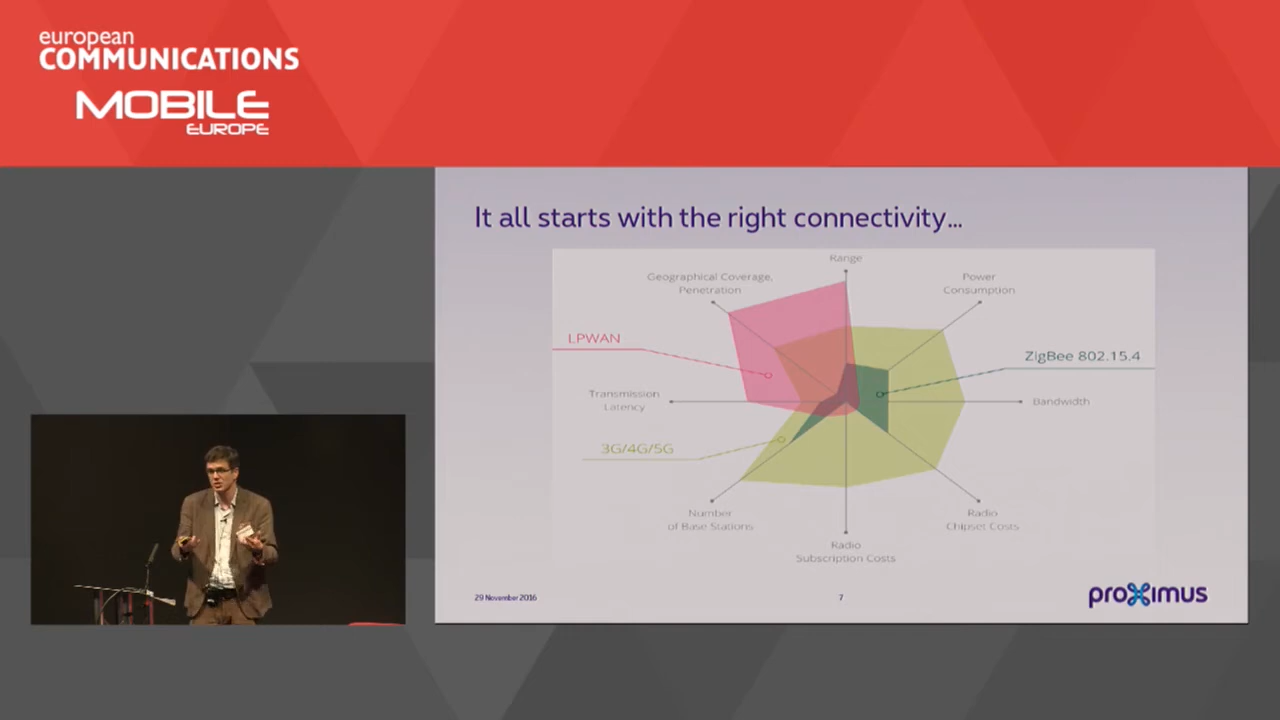 european
COMMUNICATIONS
MOBILE
EUROPE
It all starts with the right connectivity...
Range
Geographical Coverage,
Penetration
Power
Consumption
LPWAN
ZigBee 802.15.4
Transmission
Latency
Bandwidth
3G/4G/5G
Number
of Base Stations
Radio
Chipset Costs
Radio
Subscription Costs
29 November 2016
7
proximus